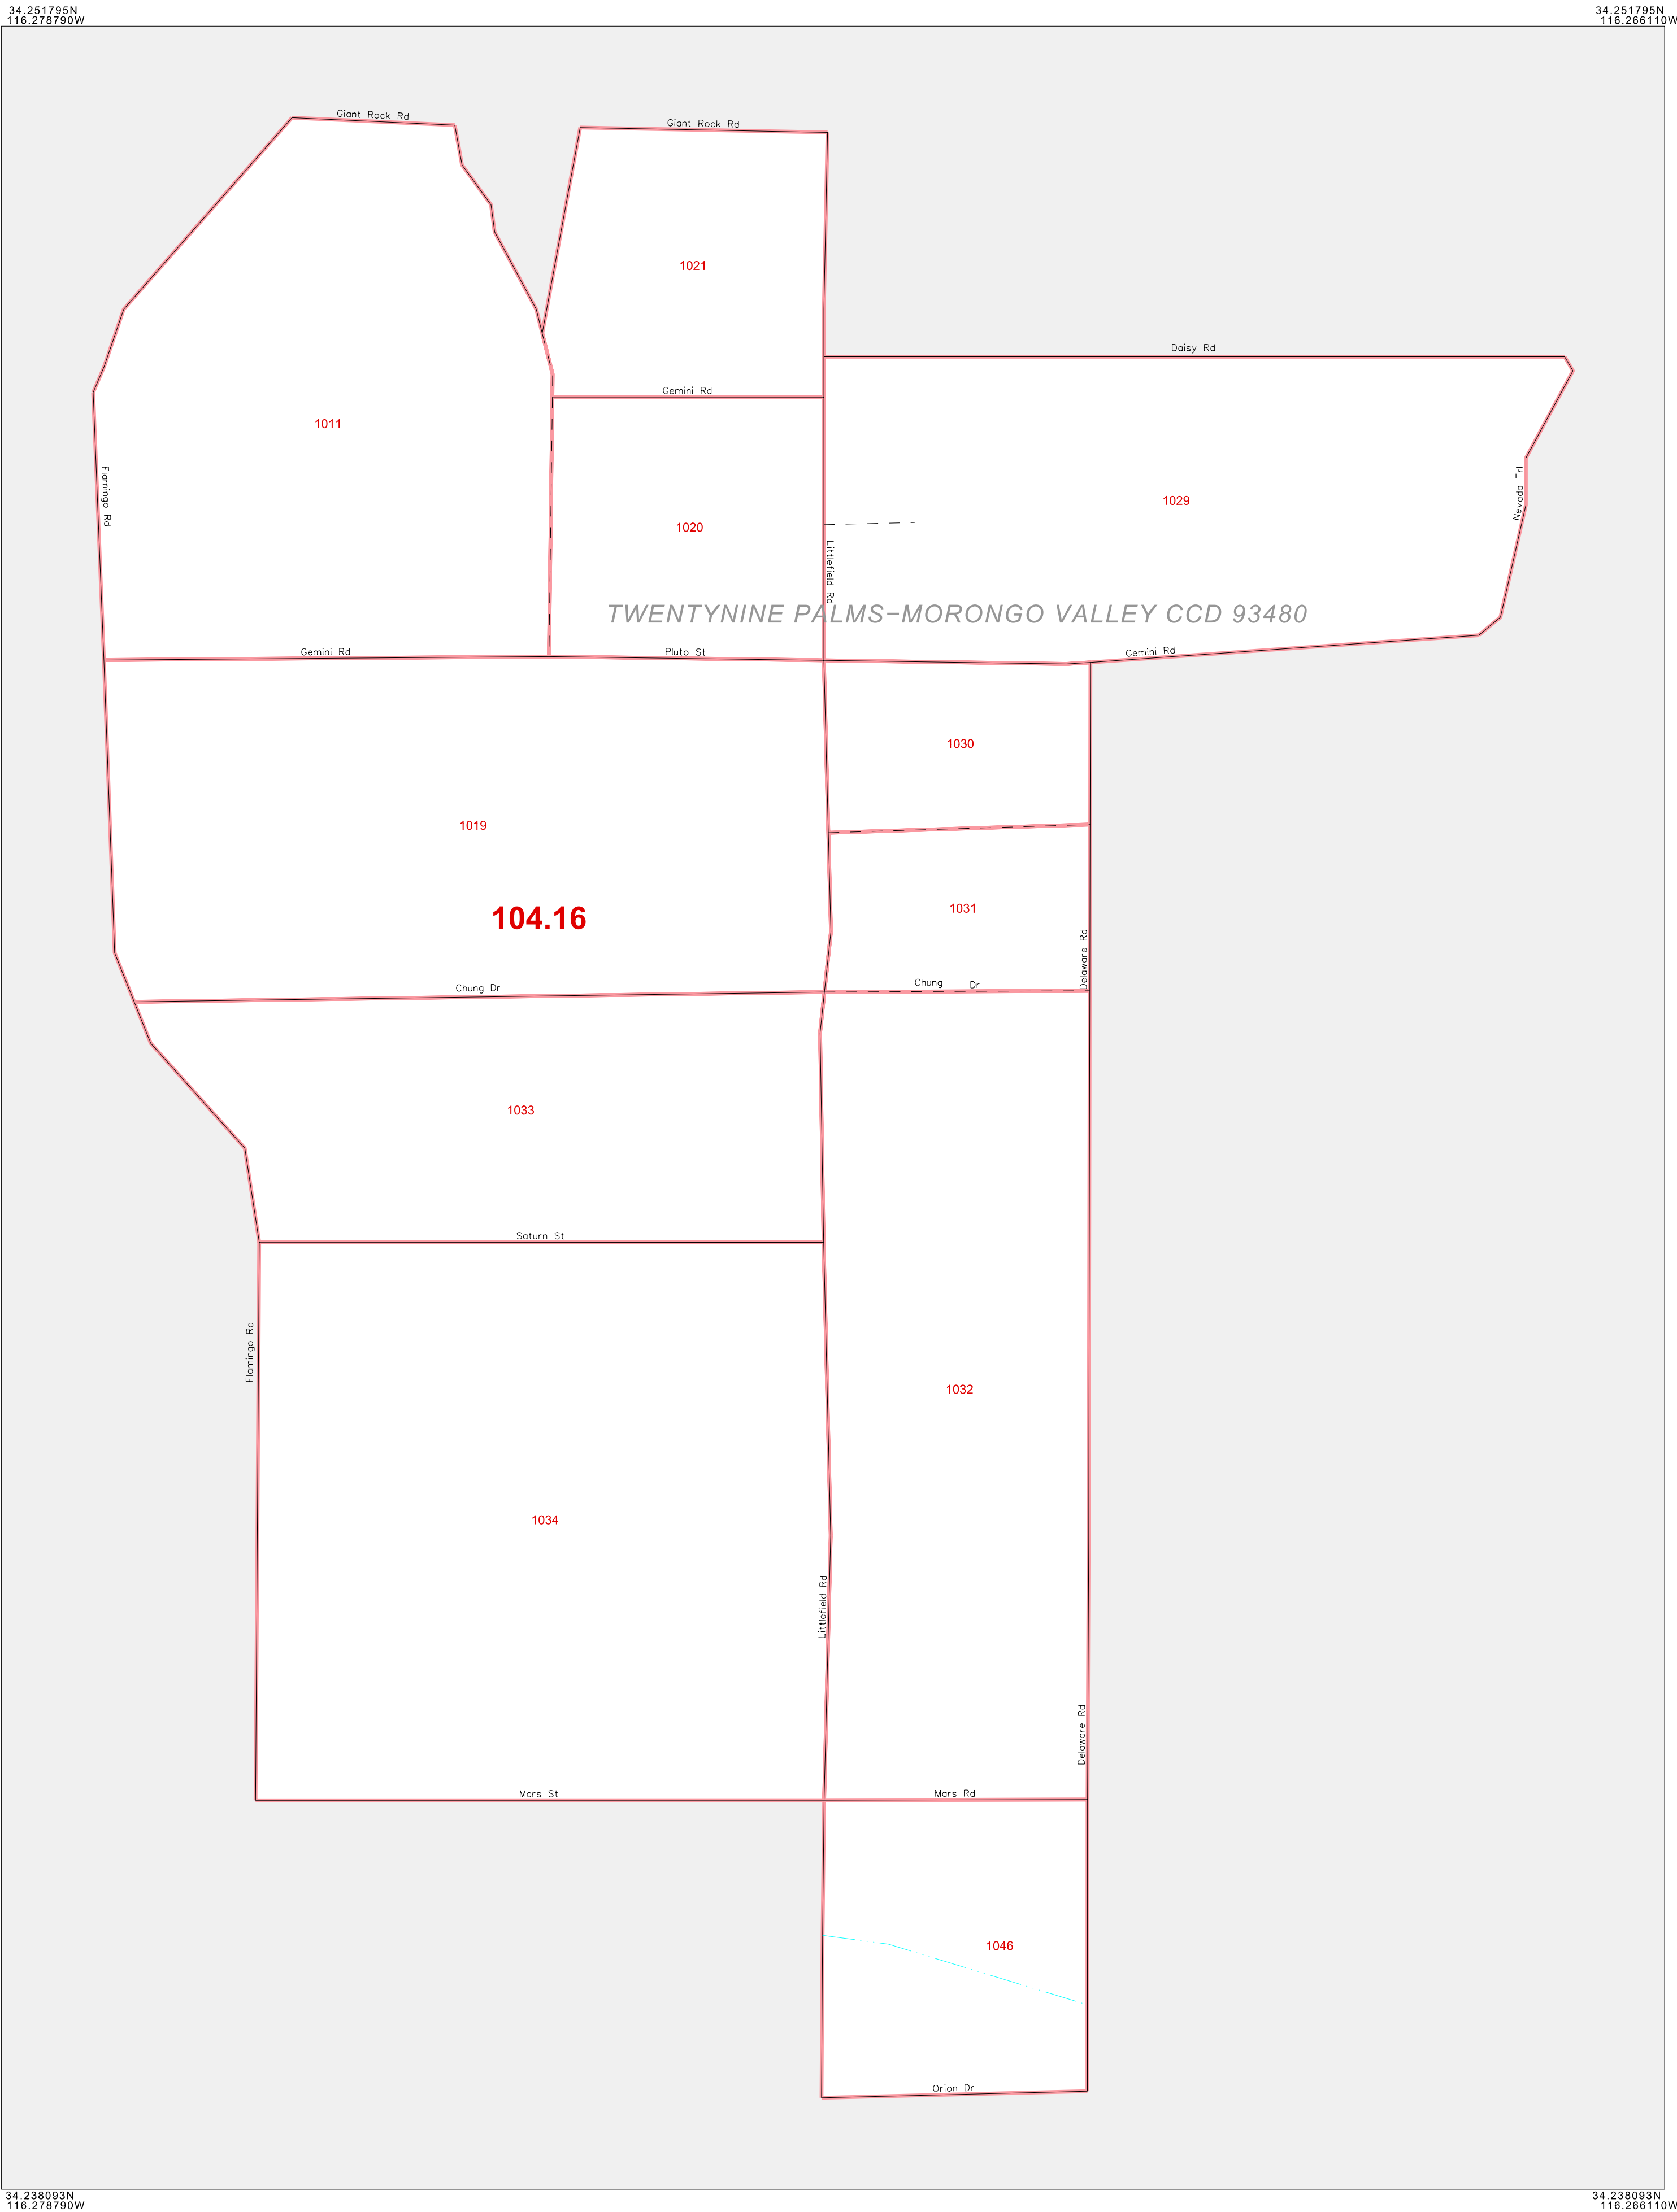 34.251795N
116.278790W
34.251795N
116.266110W
Giant Rock Rd
Giant Rock Rd
1021
Daisy Rd
Gemini Rd
1011
Flamingo Rd
Nevada Trl
1029
1020
Littlefield Rd
TWENTYNINE PALMS-MORONGO VALLEY CCD 93480
Gemini Rd
Pluto St
Gemini Rd
1030
1019
104.16
1031
Delaware Rd
Chung Dr
Chung Dr
1033
Saturn St
Flamingo Rd
1032
1034
Littlefield Rd
Delaware Rd
Mars St
Mars Rd
1046
Orion Dr
34.238093N
116.278790W
34.238093N
116.266110W